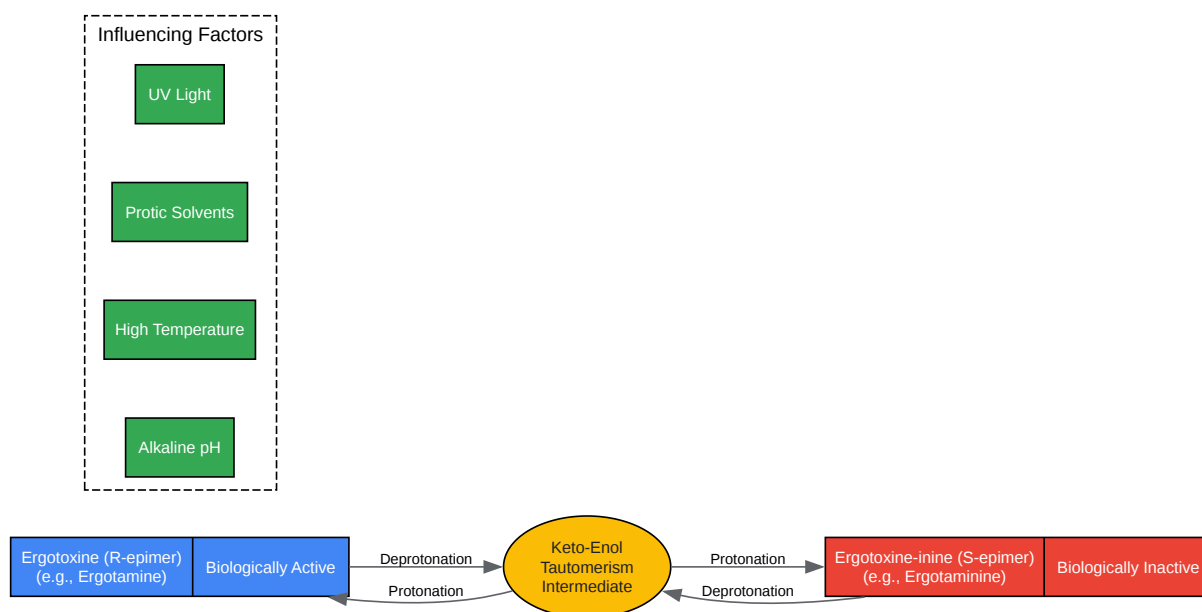 Influencing Factors
UV Light
Protic Solvents
High Temperature
Alkaline pH
Ergotoxine (R-epimer)
(e.g., Ergotamine)
Biologically Active
Deprotonation
Protonation
Keto-Enol
Tautomerism
Intermediate
Protonation
Deprotonation
Ergotoxine-inine (S-epimer)
(e.g., Ergotaminine)
Biologically Inactive